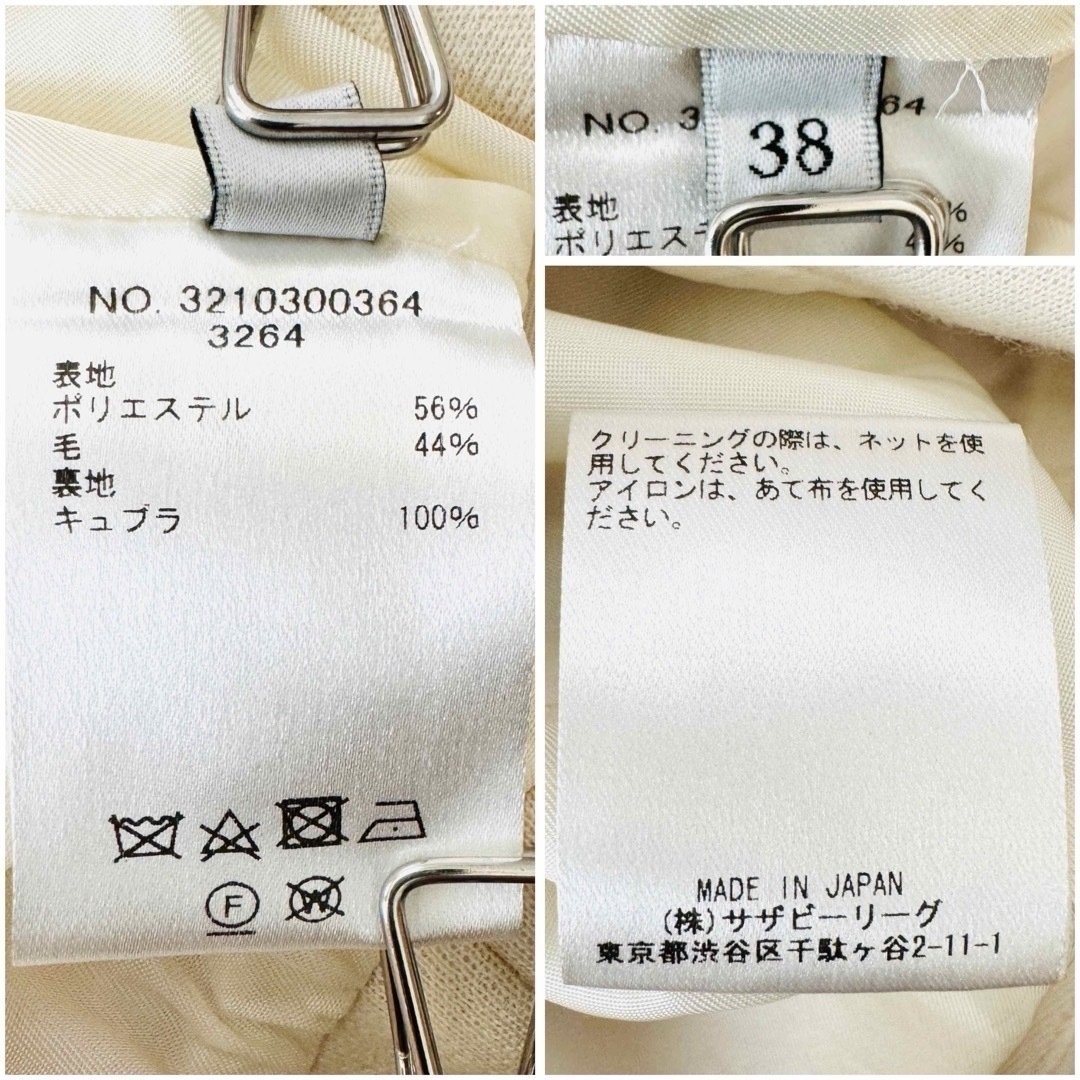 NO. 3210300364
3264
表地
ポリエステル 56%
毛 44%
裏地
キュプラ 100%
F
W
NO. 3 64
38
表地 %
ポリエステ 4 %
クリーニングの際は、ネットを使
用してください。
アイロンは、あて布を使用してく
ださい。
MADE IN JAPAN
(株)サザビーリーグ
東京都渋谷区千駄ヶ谷2-11-1